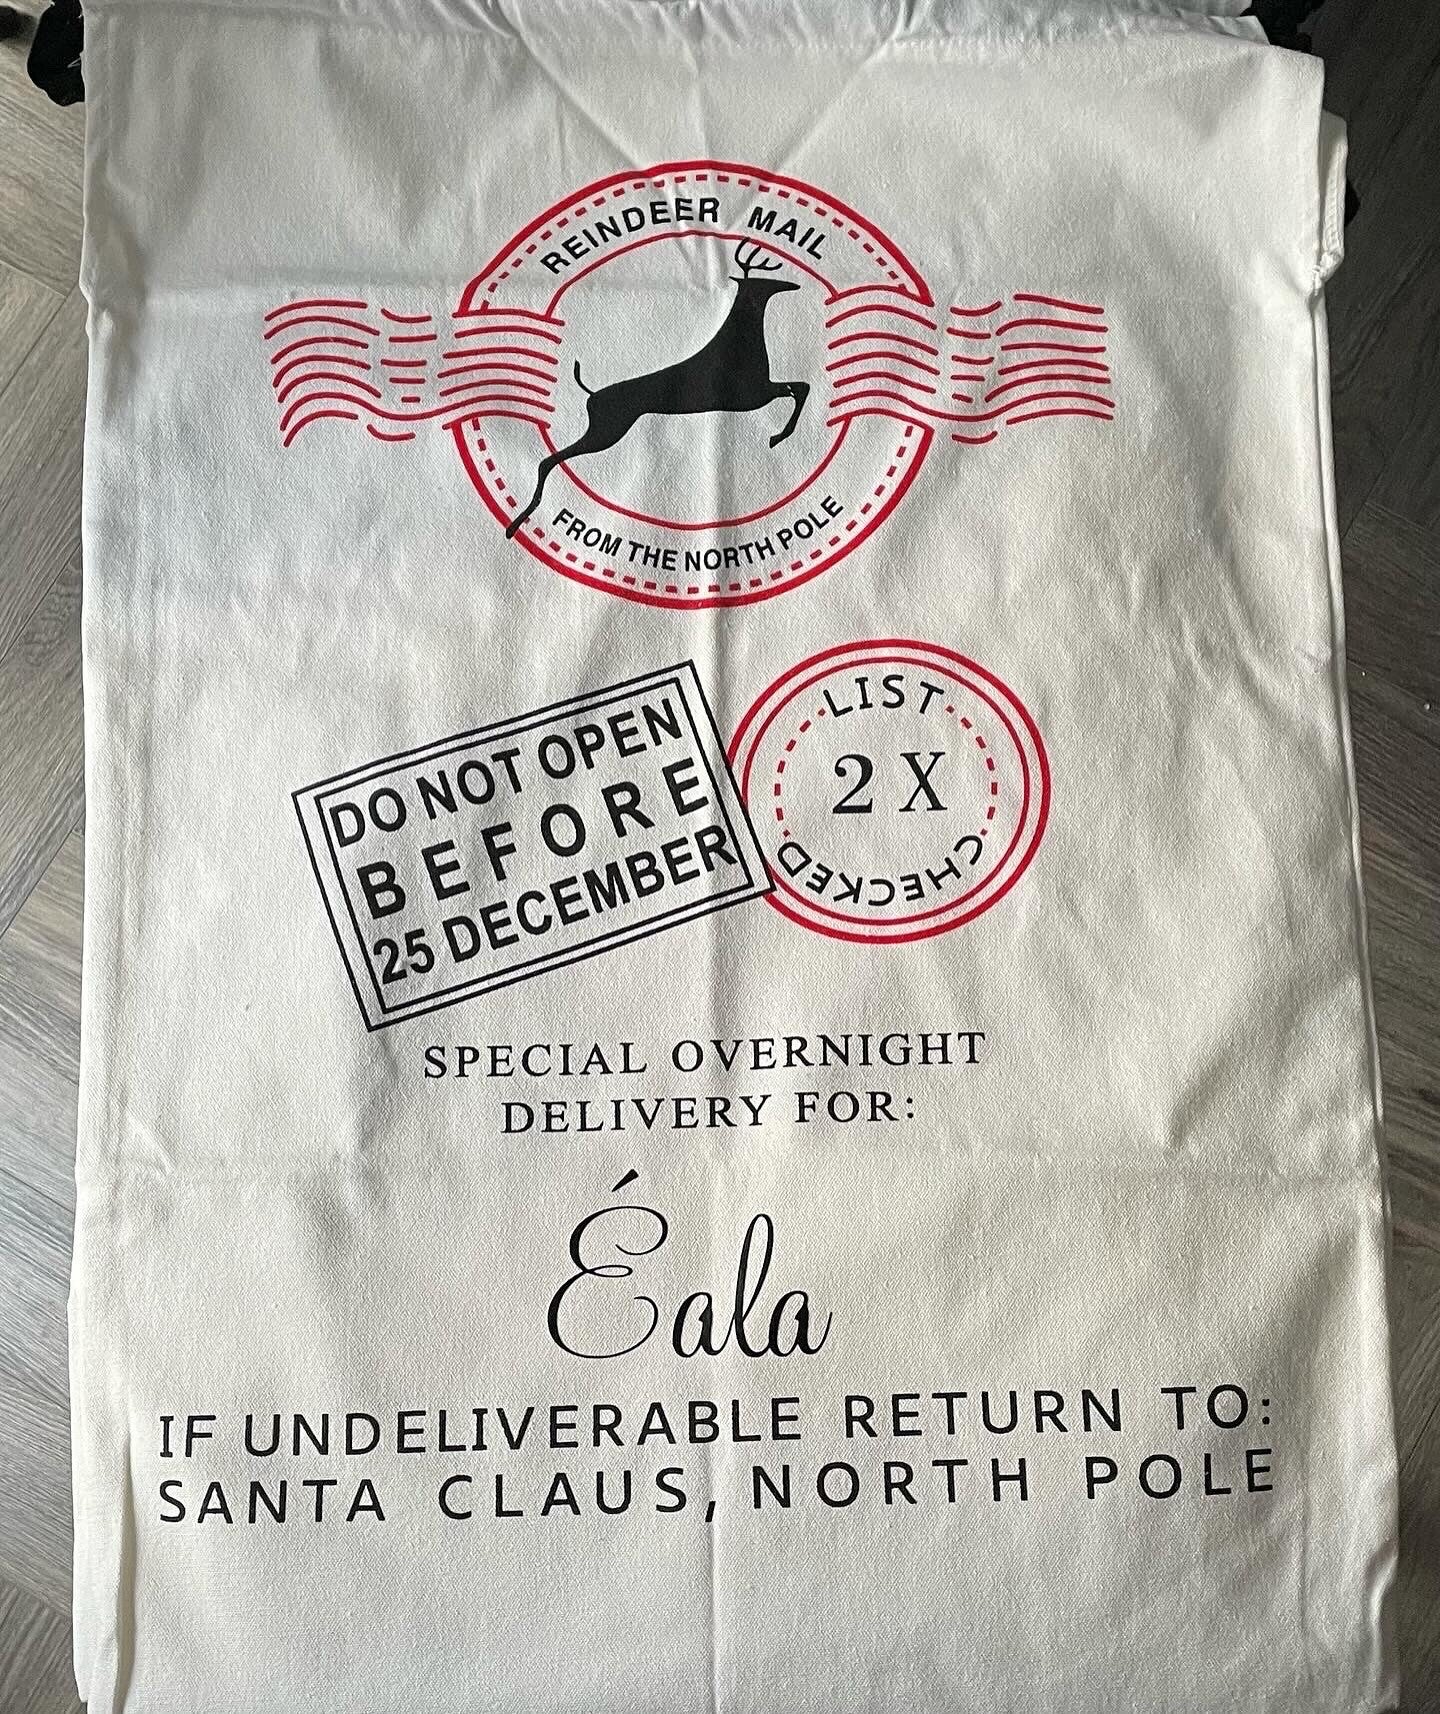 REINDEER MAIL
FROM THE NORTH POLE
DO NOT OPEN
BEFORE
25 DECEMBER
LIST
2 X
CHECKED
SPECIAL OVERNIGHT
DELIVERY FOR:
Éala
IF UNDELIVERABLE RETURN TO:
SANTA CLAUS, NORTH POLE